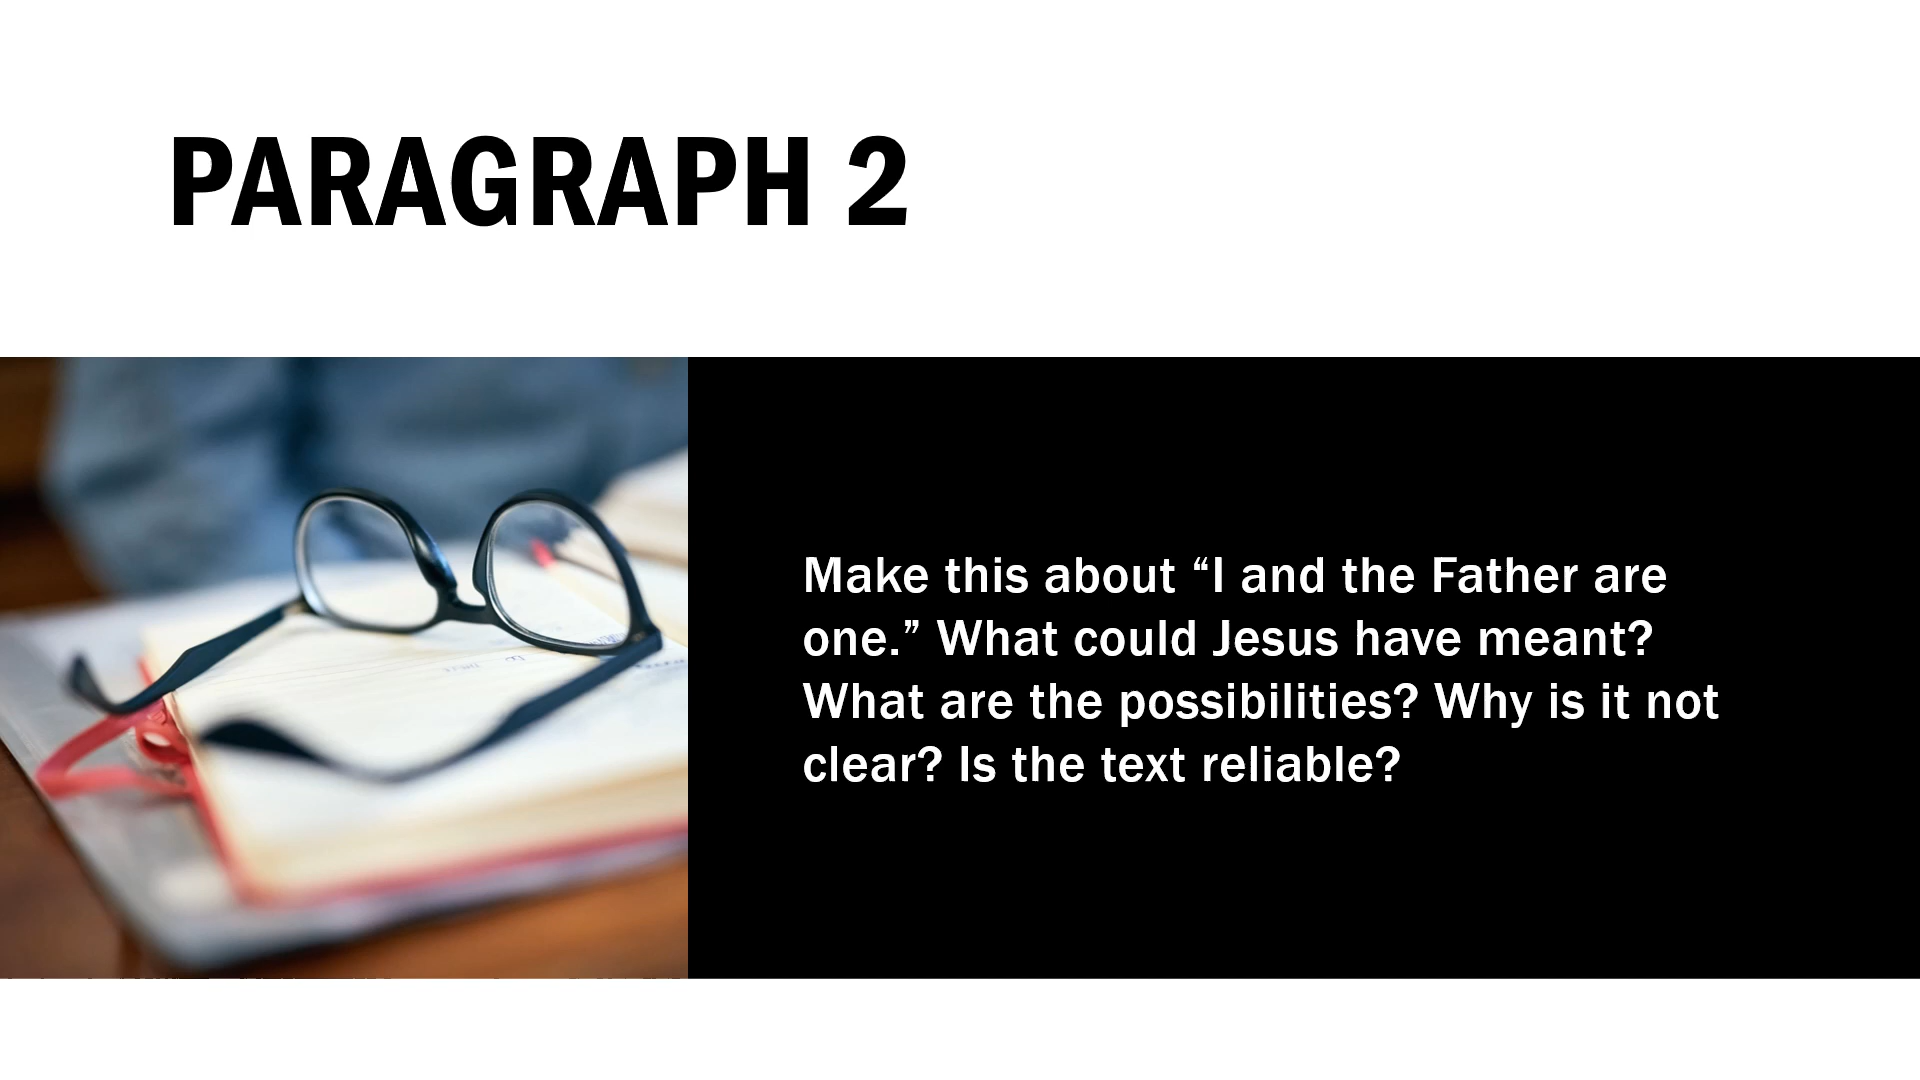 PARAGRAPH 2
Make this about “I and the Father are
one.” What could Jesus have meant?
What are the possibilities? Why is it not
clear? Is the text reliable?